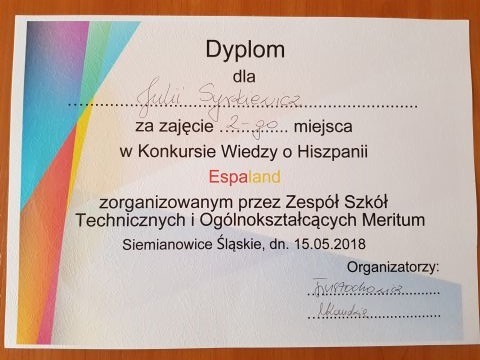 Dyplom
dla
Julii Syrkiewicz
za zajęcie 2-go miejsca
w Konkursie Wiedzy o Hiszpanii
Espaland
zorganizowanym przez Zespół Szkół
Technicznych i Ogólnokształcących Meritum
Siemianowice Śląskie, dn. 15.05.2018
Organizatorzy: